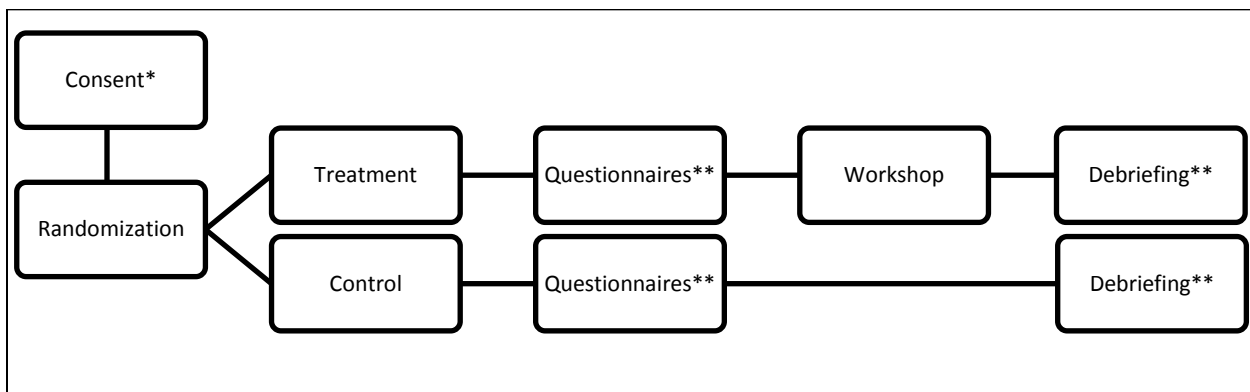 Consent*
Randomization
Treatment
Questionnaires**
Workshop
Debriefing**
Control
Questionnaires**
Debriefing**